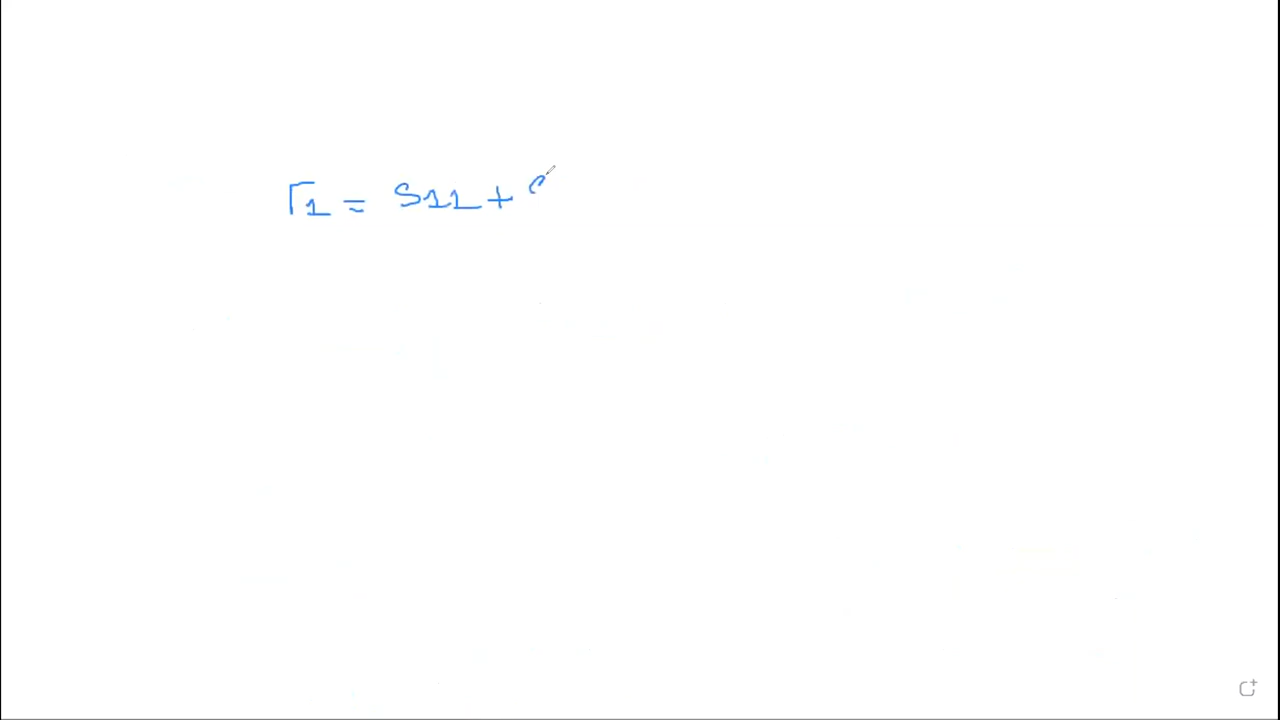 Γ1 = S11 +